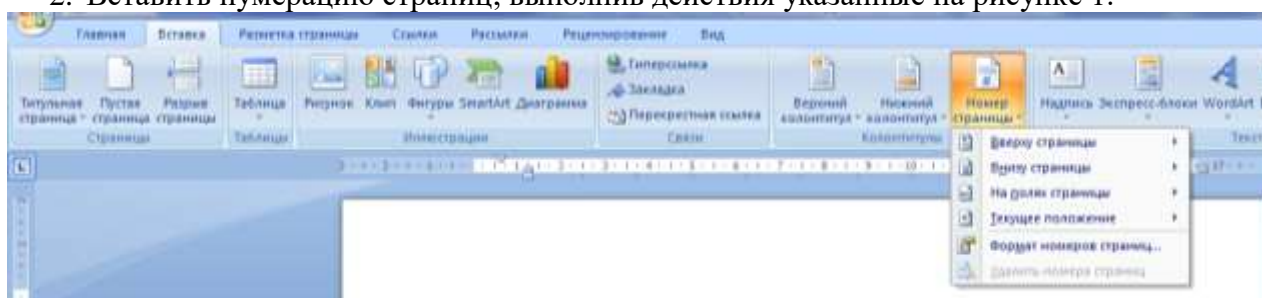 2. Вставить нумерацию страниц, выполнив действия указанные на рисунке 1.
Главная Вставка Разметка страницы Ссылки Рассылки Рецензирование Вид
Титульная страница Пустая страница Разрыв страницы Таблица Рисунок Клип Фигуры SmartArt Диаграмма
Гиперссылка
Закладка
Перекрестная ссылка
Верхний колонтитул Нижний колонтитул Номер страницы Надпись Экспресс-блоки WordArt
Страницы Таблицы Иллюстрации Связи Колонтитулы Текст
Вверху страницы
Внизу страницы
На полях страницы
Текущее положение
Формат номеров страниц...
Удалить номера страниц